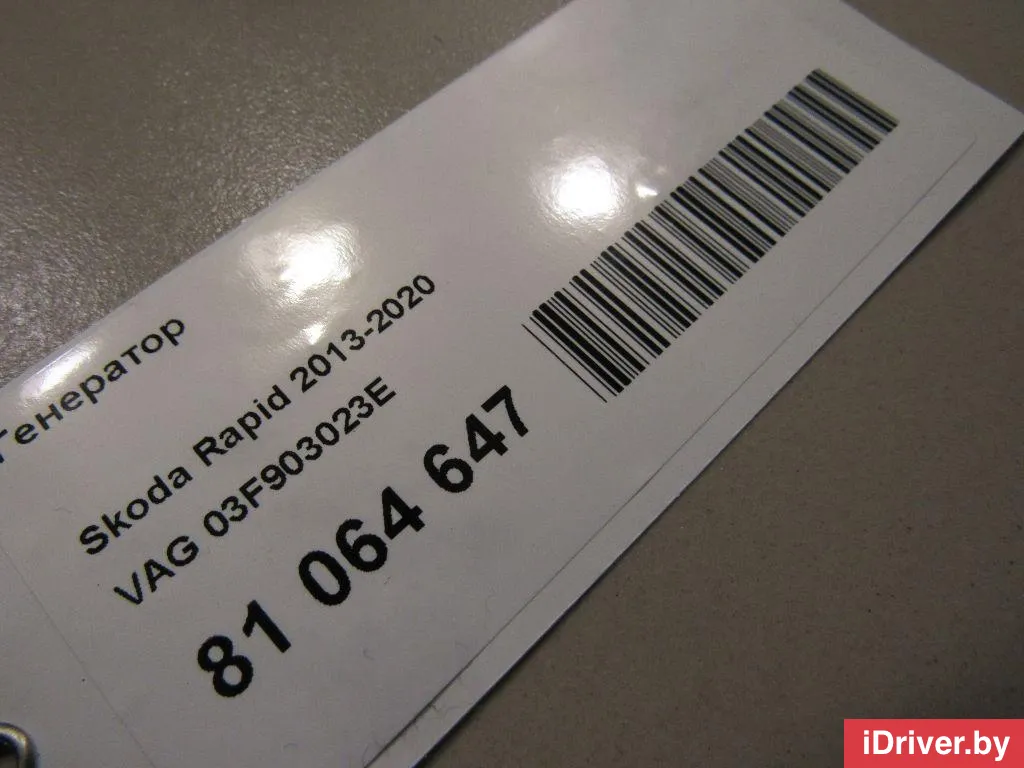 Генератор
Skoda Rapid 2013-2020
VAG 03F903023E
81 064 647
iDriver.by